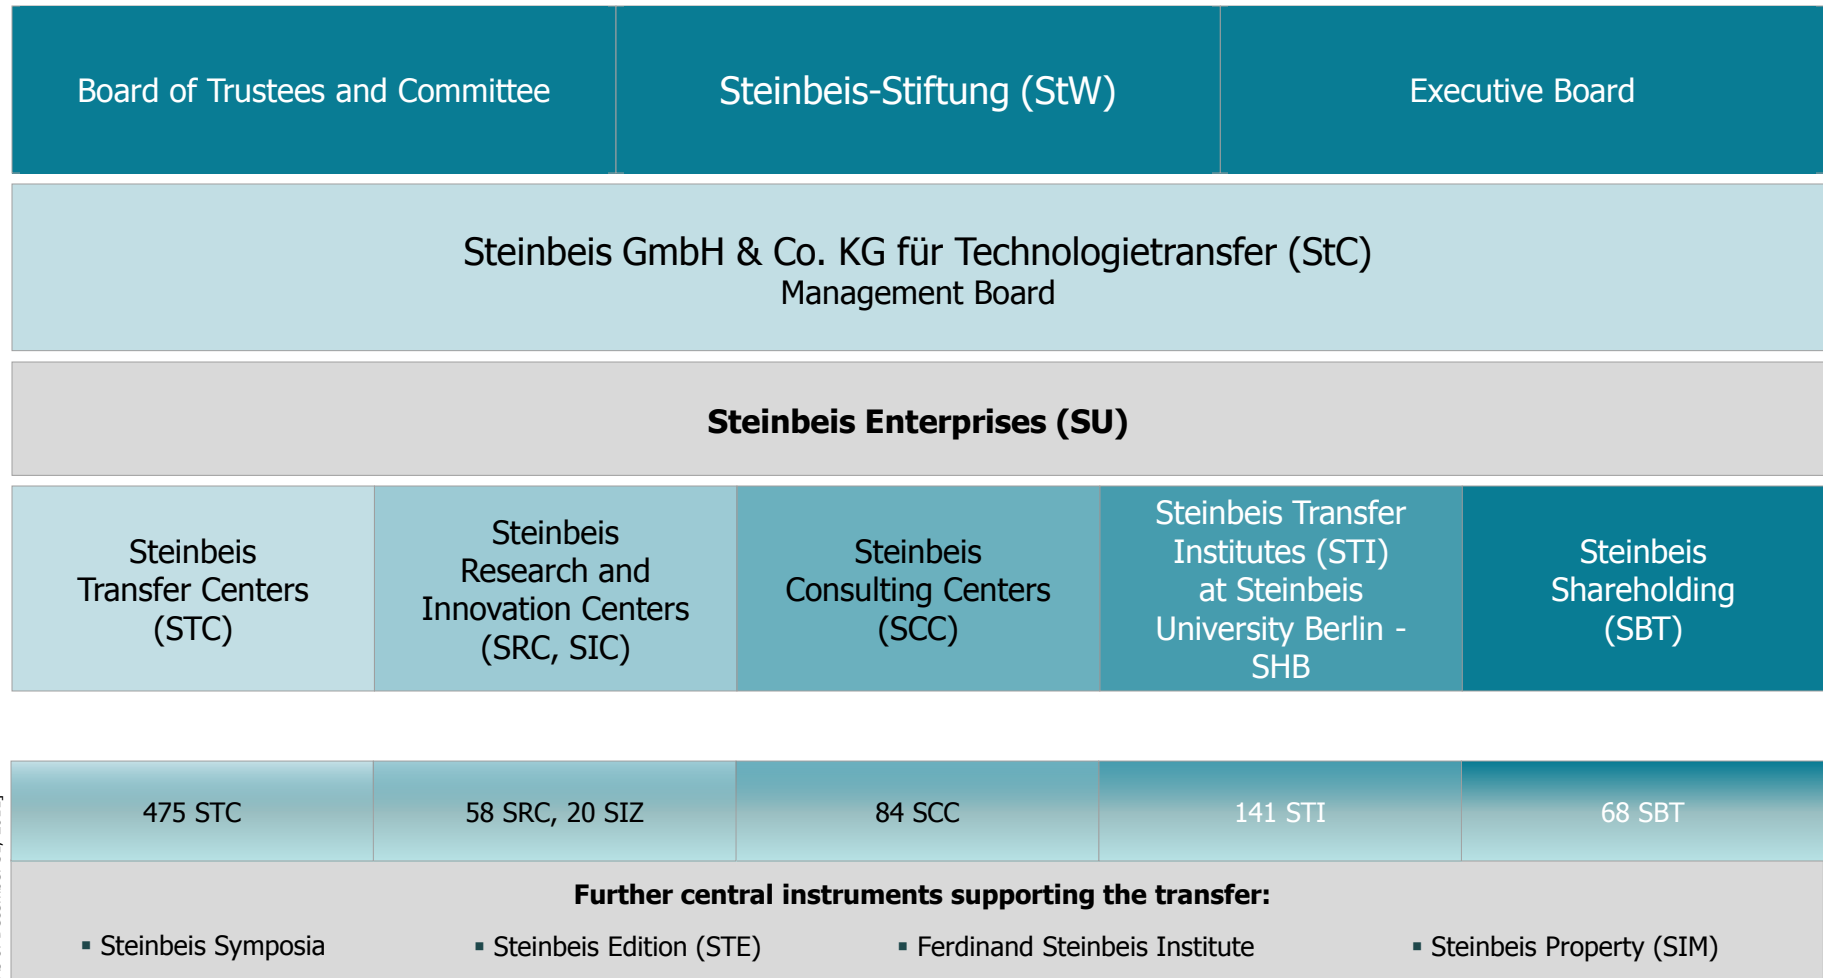 Board of Trustees and Committee
Steinbeis-Stiftung (StW)
Executive Board
Steinbeis GmbH & Co. KG für Technologietransfer (StC)
Management Board
Steinbeis Enterprises (SU)
Steinbeis
Transfer Centers
(STC)
Steinbeis
Research and
Innovation Centers
(SRC, SIC)
Steinbeis
Consulting Centers
(SCC)
Steinbeis Transfer
Institutes (STI)
at Steinbeis
University Berlin -
SHB
Steinbeis
Shareholding
(SBT)
475 STC
58 SRC, 20 SIZ
84 SCC
141 STI
68 SBT
Further central instruments supporting the transfer:
▪ Steinbeis Symposia
▪ Steinbeis Edition (STE)
▪ Ferdinand Steinbeis Institute
▪ Steinbeis Property (SIM)